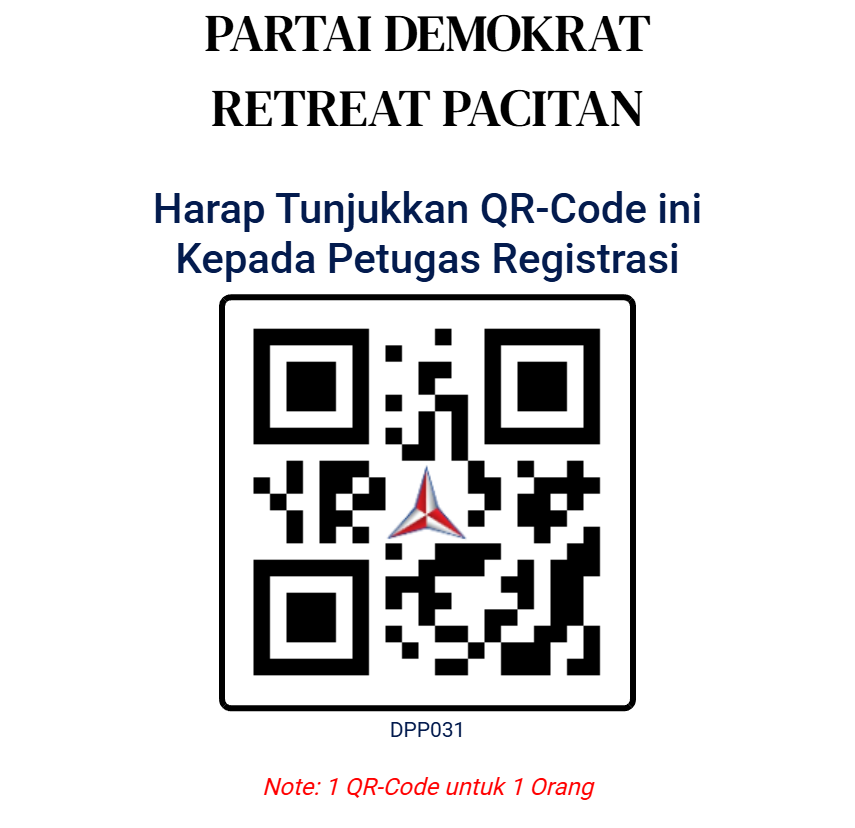 PARTAI DEMOKRAT
RETREAT PACITAN
Harap Tunjukkan QR-Code ini
Kepada Petugas Registrasi
DPP031
Note: 1 QR-Code untuk 1 Orang